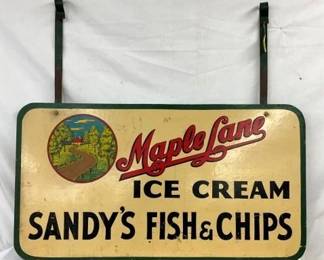 Maple Lane
ICE CREAM
SANDY'S FISH & CHIPS